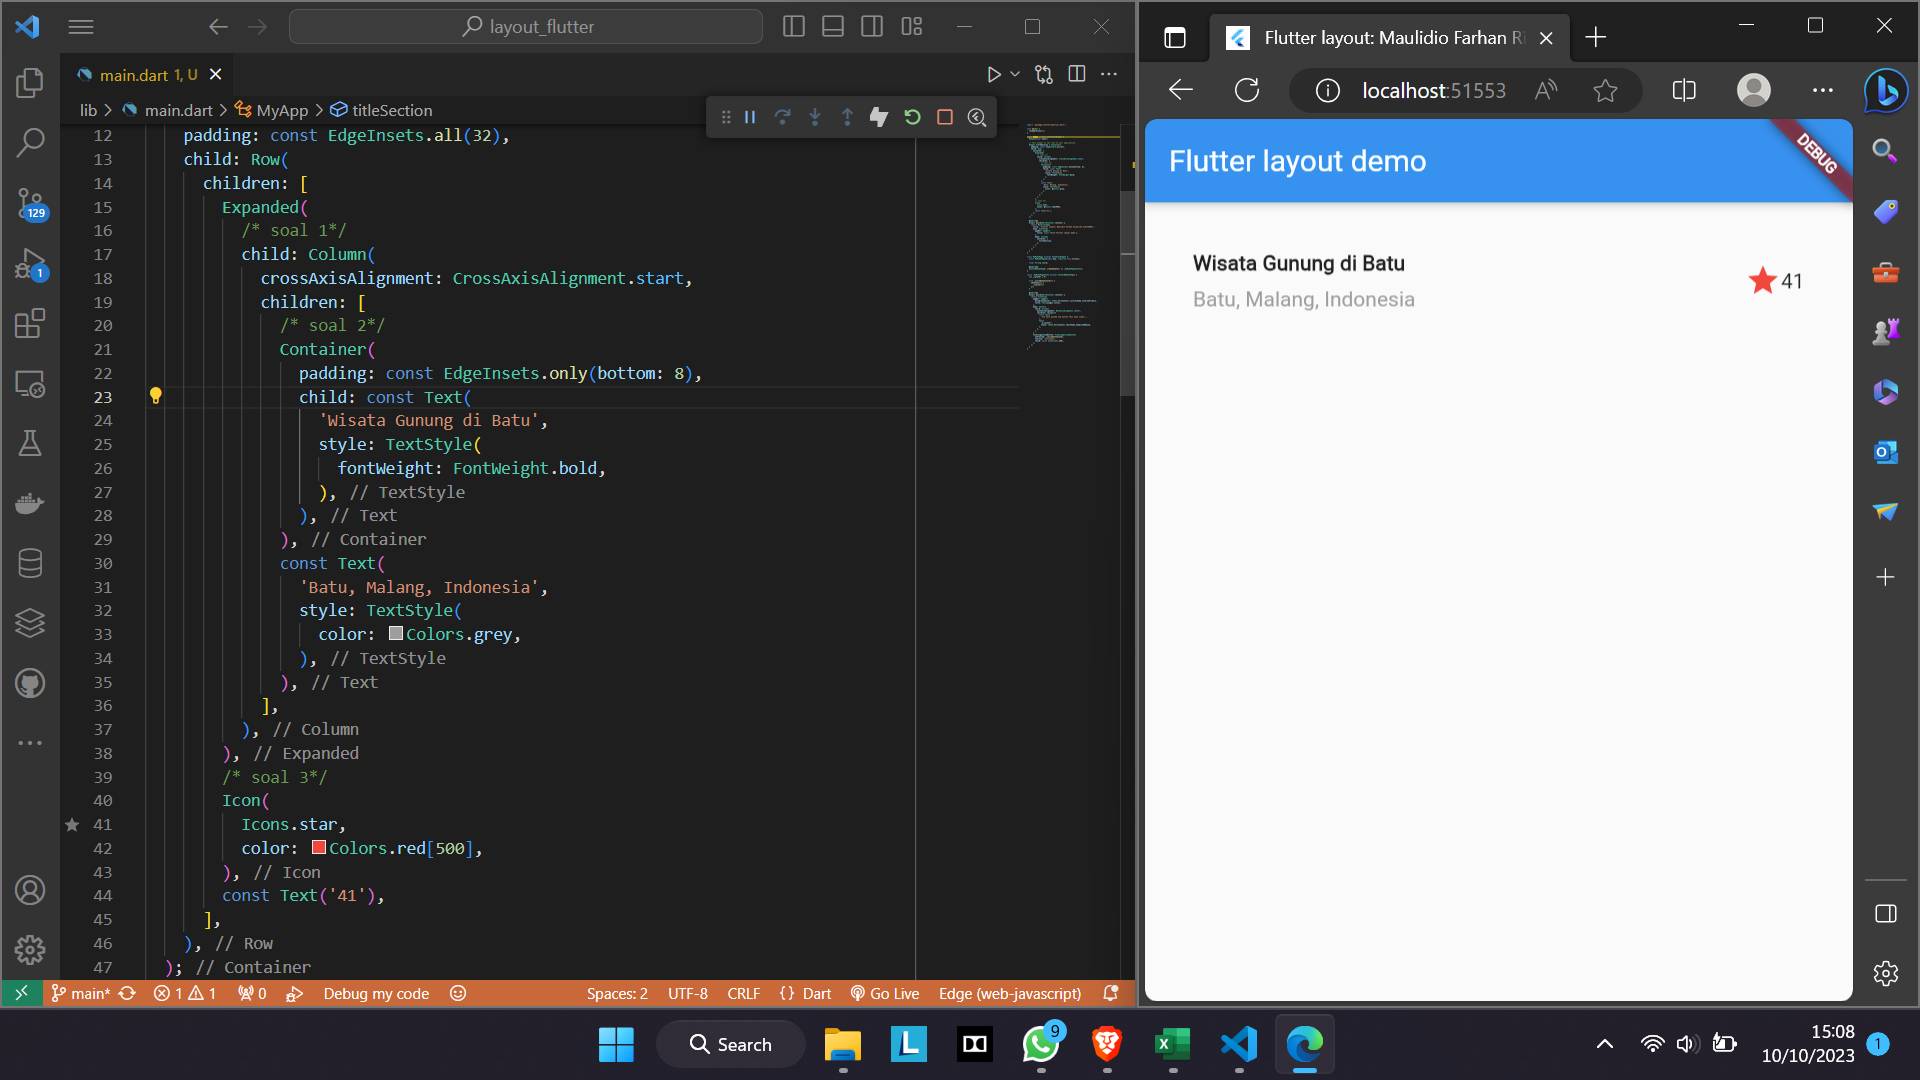 layout_flutter
main.dart 1, U
lib > main.dart > MyApp > titleSection
12 padding: const EdgeInsets.all(32),
13 child: Row(
14 children: [
15 Expanded(
16 /* soal 1*/
17 child: Column(
18 crossAxisAlignment: CrossAxisAlignment.start,
19 children: [
20 /* soal 2*/
21 Container(
22 padding: const EdgeInsets.only(bottom: 8),
23 child: const Text(
24 'Wisata Gunung di Batu',
25 style: TextStyle(
26 fontWeight: FontWeight.bold,
27 ), // TextStyle
28 ), // Text
29 ), // Container
30 const Text(
31 'Batu, Malang, Indonesia',
32 style: TextStyle(
33 color: Colors.grey,
34 ), // TextStyle
35 ), // Text
36 ],
37 ), // Column
38 ), // Expanded
39 /* soal 3*/
40 Icon(
41 Icons.star,
42 color: Colors.red[500],
43 ), // Icon
44 const Text('41'),
45 ],
46 ), // Row
47 ); // Container
129
1
main* 1 1 0 Debug my code Spaces: 2 UTF-8 CRLF {} Dart Go Live Edge (web-javascript)
Flutter layout: Maulidio Farhan
localhost:51553
Flutter layout demo
DEBUG
Wisata Gunung di Batu
Batu, Malang, Indonesia
41
Search
9
15:08
10/10/2023
1